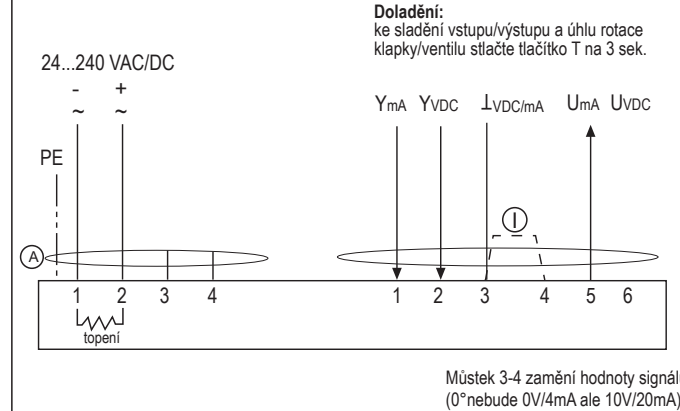 Doladění:
ke sladění vstupu/výstupu a úhlu rotace
klapky/ventilu stlačte tlačítko T na 3 sek.
24...240 VAC/DC
- +
~ ~
PE
YmA YVDC ⊥VDC/mA UmA UVDC
I
A
1 2 3 4 1 2 3 4 5 6
topení
Můstek 3-4 zamění hodnoty signálu
(0°nebude 0V/4mA ale 10V/20mA)